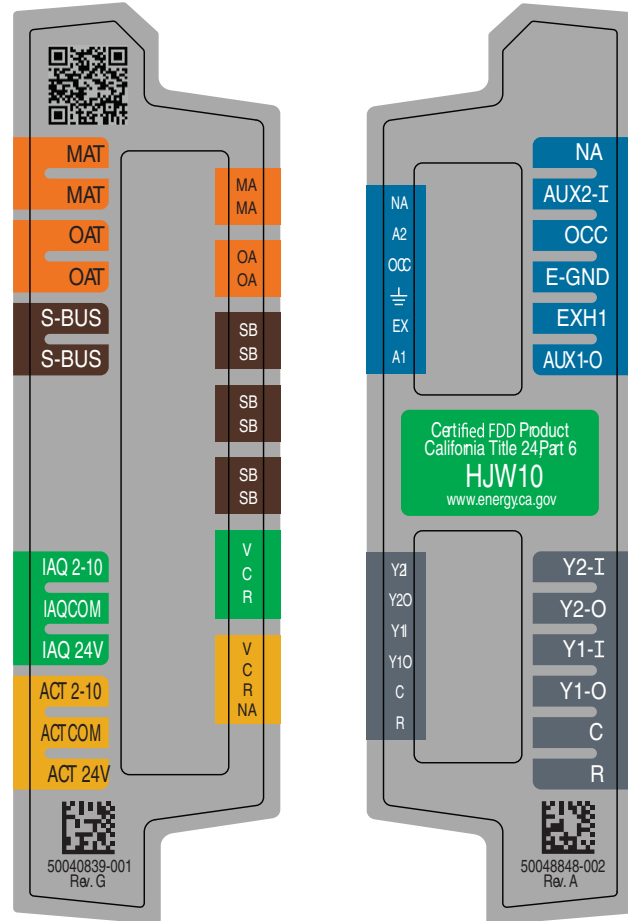 MAT
MAT
OAT
OAT
S-BUS
S-BUS
IAQ 2-10
IAQCOM
IAQ 24V
ACT 2-10
ACTCOM
ACT 24V
50040839-001
Rev. G
MA
MA
OA
OA
SB
SB
SB
SB
SB
SB
V
C
R
V
C
R
NA
NA
A2
OCC
EX
A1
NA
AUX2-I
OCC
E-GND
EXH1
AUX1-O
Certified FDD Product
California Title 24,Part 6
HJW10
www.energy.ca.gov
Y2I
Y2O
Y1I
Y1O
C
R
Y2-I
Y2-O
Y1-I
Y1-O
C
R
50048848-002
Rev. A